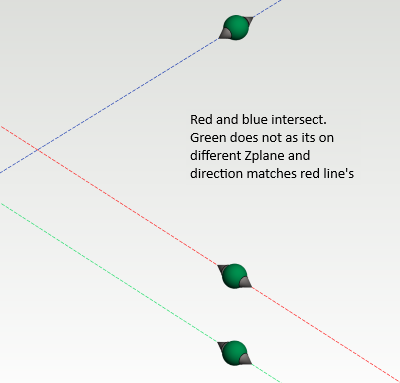 Red and blue intersect.
Green does not as its on
different Zplane and
direction matches red line's